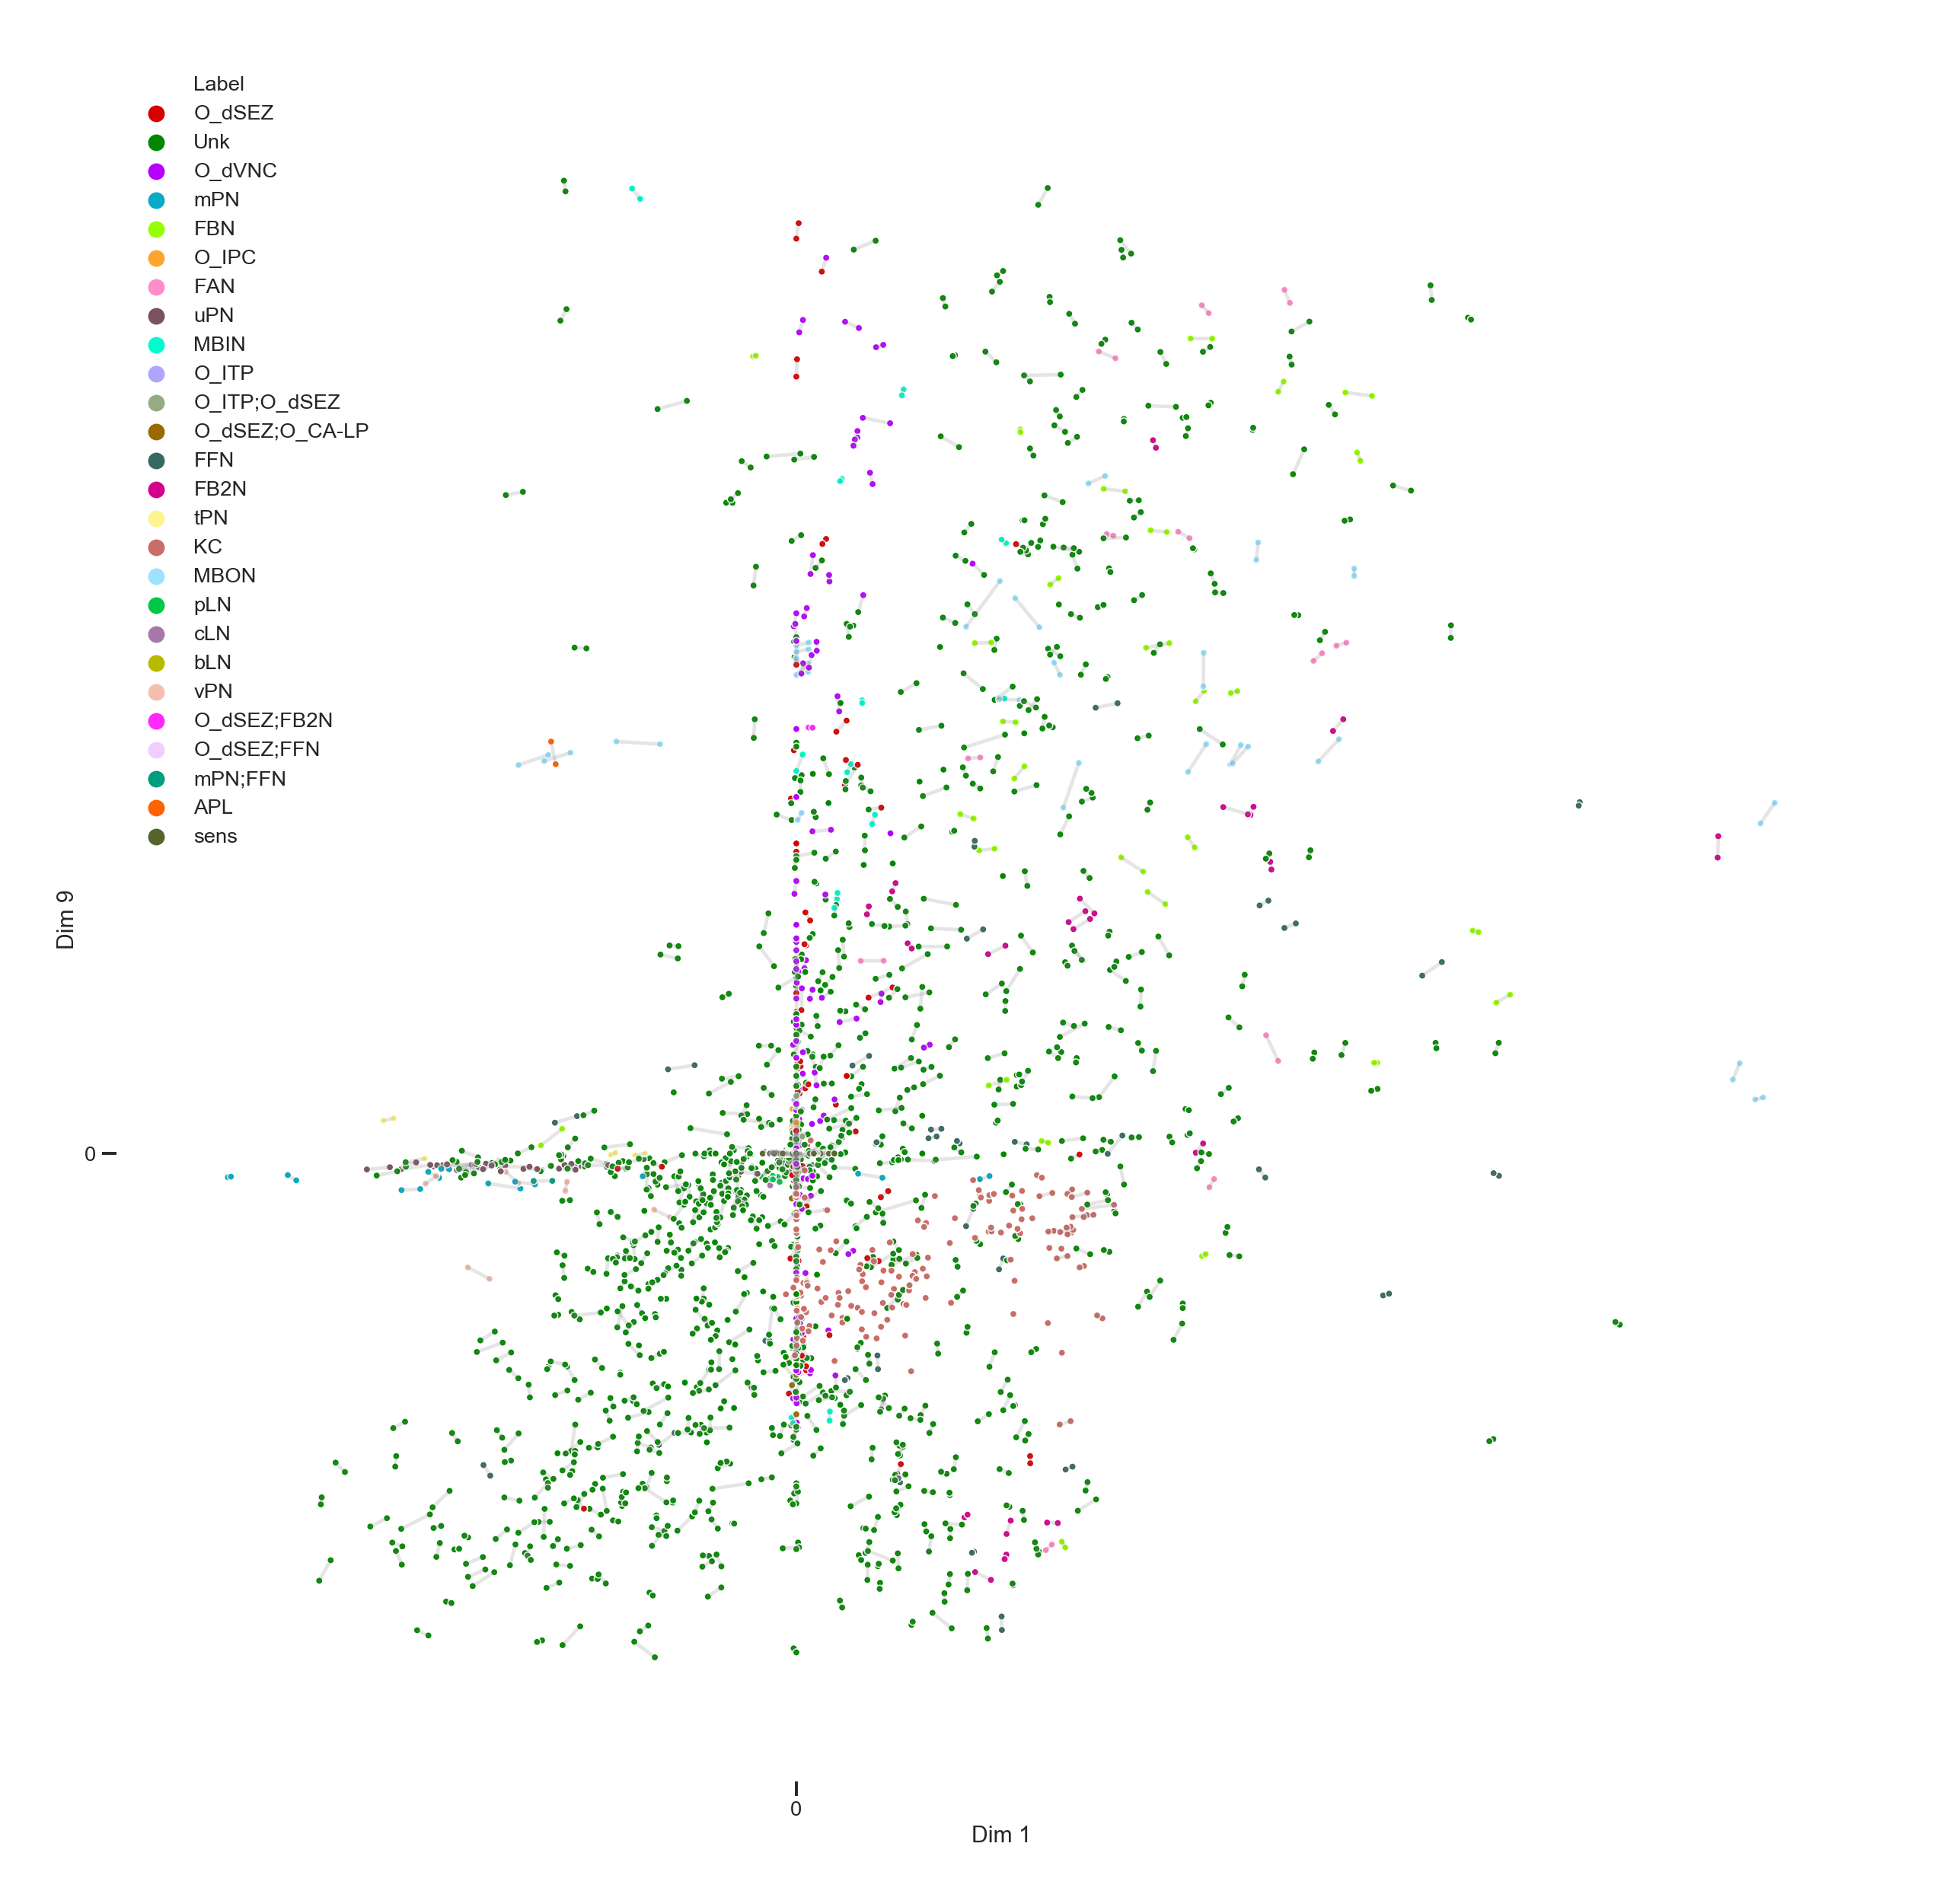 Label
O_dSEZ
Unk
O_dVNC
mPN
FBN
O_IPC
FAN
uPN
MBIN
O_ITP
O_ITP;O_dSEZ
O_dSEZ;O_CA-LP
FFN
FB2N
tPN
KC
MBON
pLN
cLN
bLN
vPN
O_dSEZ;FB2N
O_dSEZ;FFN
mPN;FFN
APL
sens
Dim 9
0
0
Dim 1